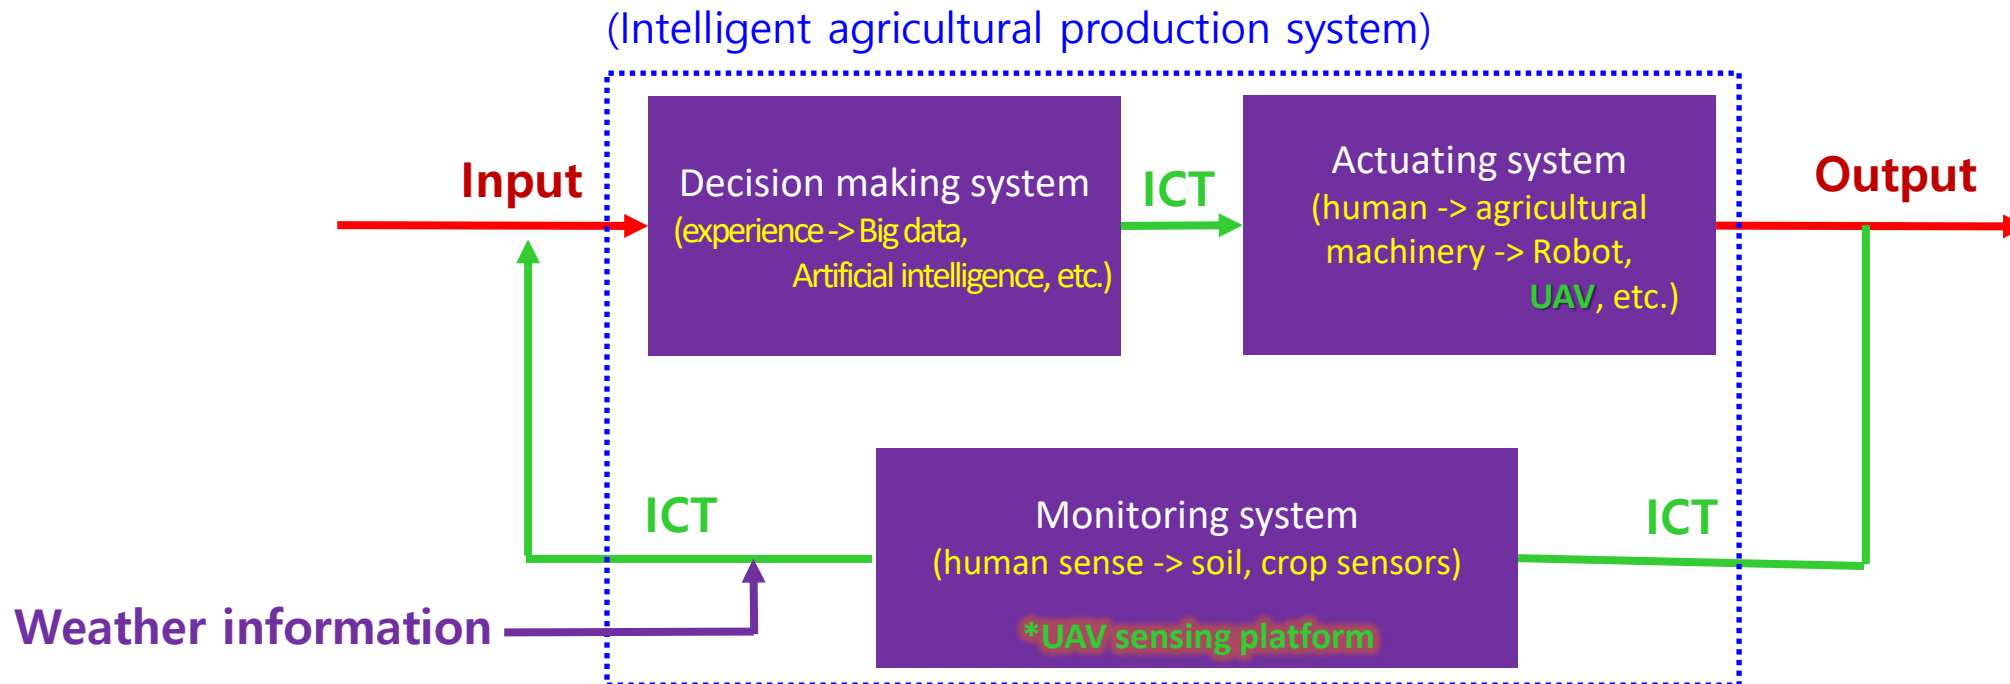 (Intelligent agricultural production system)
Input
Decision making system
(experience -> Big data,
Artificial intelligence, etc.)
ICT
Actuating system
(human -> agricultural
machinery -> Robot,
UAV, etc.)
Output
ICT
Monitoring system
(human sense -> soil, crop sensors)
*UAV sensing platform
ICT
Weather information